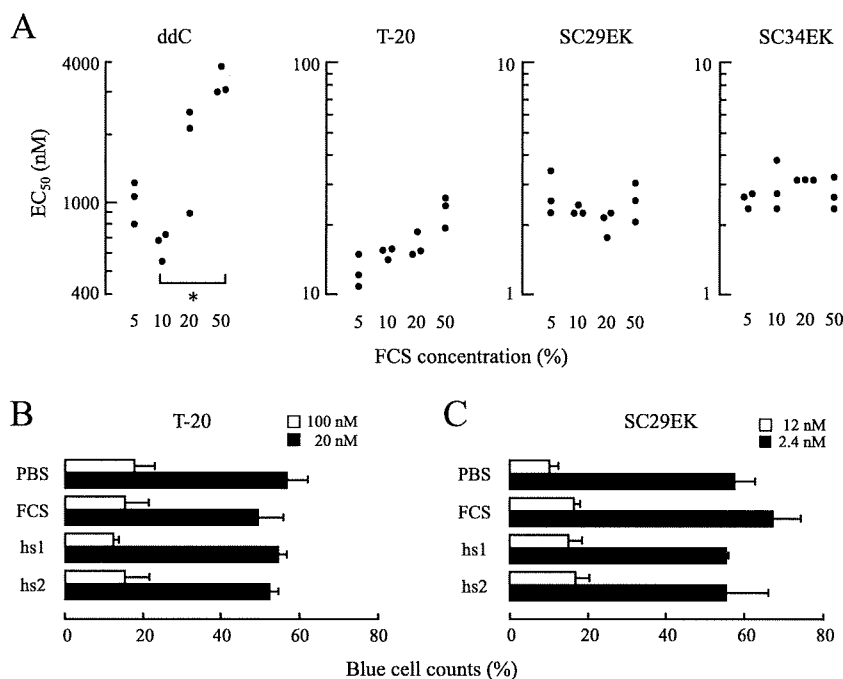 A
ddC
T-20
SC29EK
SC34EK
EC50 (nM)
4000
1000
400
100
10
10
1
10
1
*
5 10 20 50
5 10 20 50
5 10 20 50
5 10 20 50
FCS concentration (%)
B
T-20
100 nM
20 nM
PBS
FCS
hs1
hs2
0 20 40 60 80
C
SC29EK
12 nM
2.4 nM
PBS
FCS
hs1
hs2
0 20 40 60 80
Blue cell counts (%)